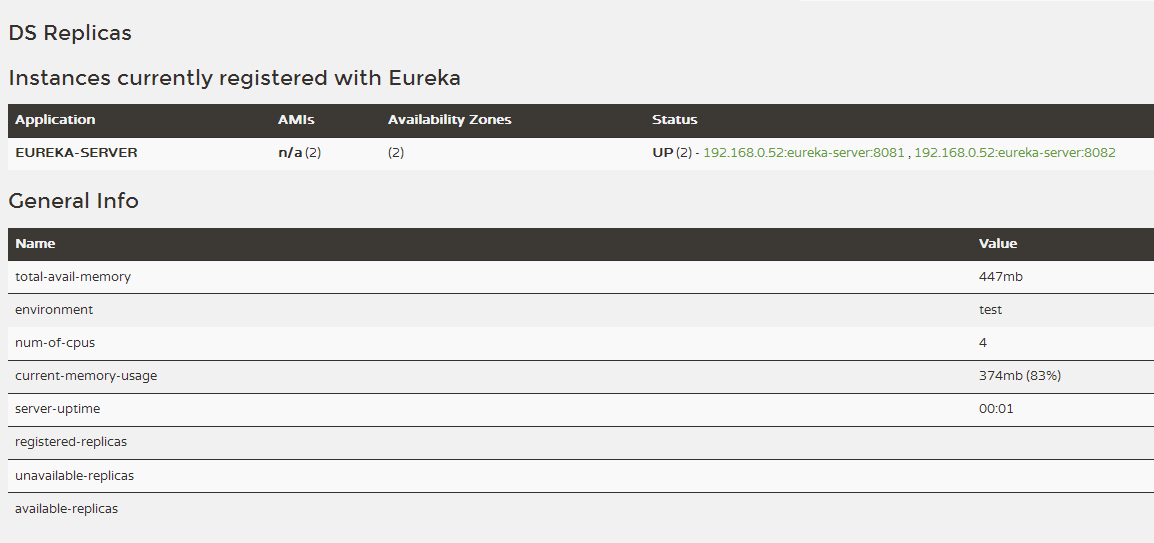 DS Replicas
Instances currently registered with Eureka
Application AMIs Availability Zones Status
EUREKA-SERVER n/a (2) (2) UP (2) - 192.168.0.52:eureka-server:8081 , 192.168.0.52:eureka-server:8082
General Info
Name Value
total-avail-memory 447mb
environment test
num-of-cpus 4
current-memory-usage 374mb (83%)
server-uptime 00:01
registered-replicas
unavailable-replicas
available-replicas